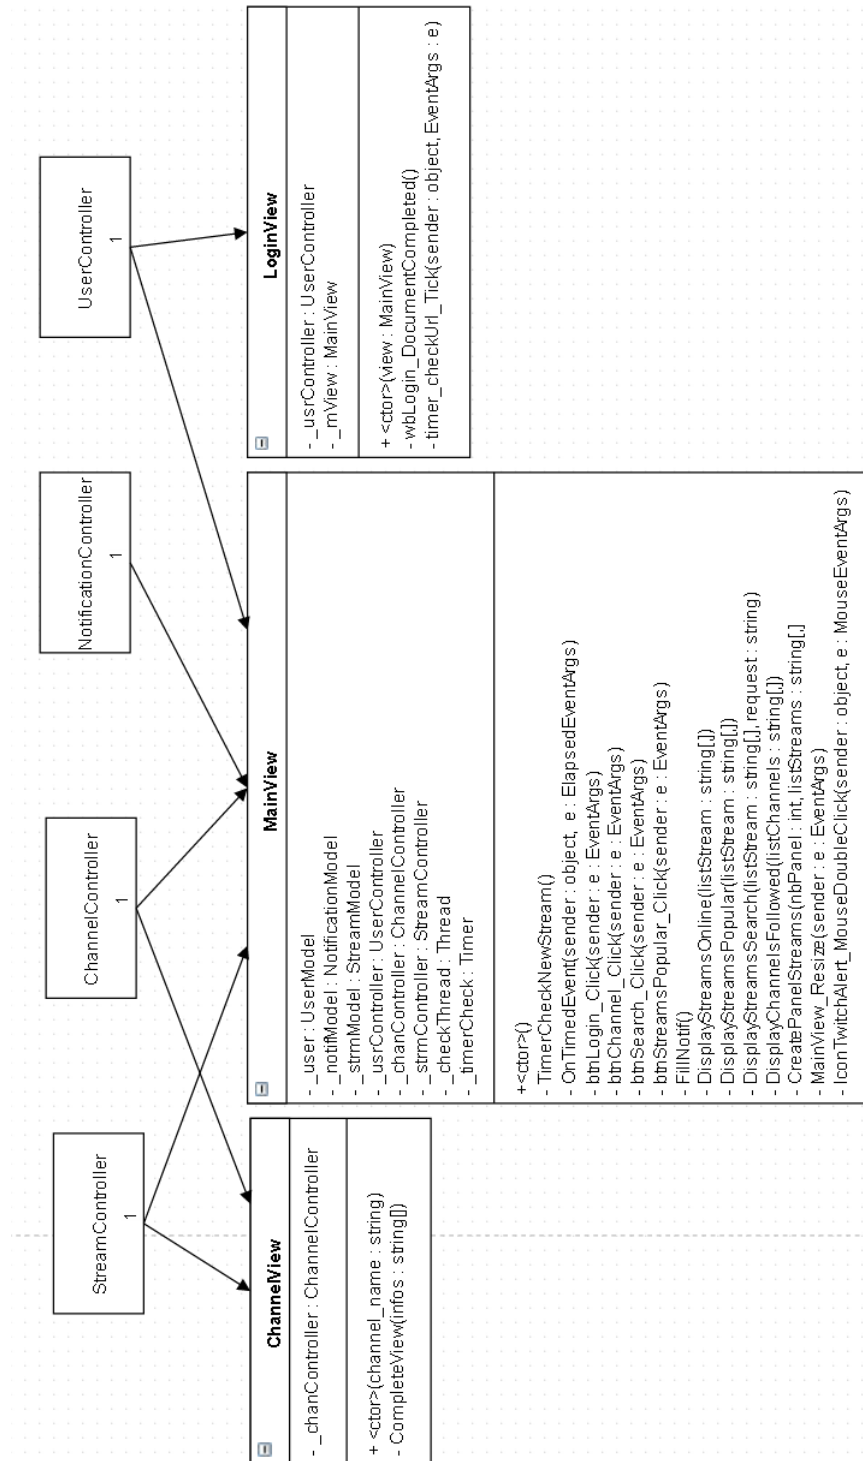 StreamController
1
ChannelController
1
NotificationController
1
UserController
1
ChannelView
- _chanController : ChannelController
+ <ctor>(channel_name : string)
- CompleteView(infos : string[])
MainView
- _user : UserModel
- _notifModel : NotificationModel
- _strmModel : StreamModel
- _usrController : UserController
- _chanController : ChannelController
- _strmController : StreamController
- _checkThread : Thread
- _timerCheck : Timer
+<ctor>()
- TimerCheckNewStream()
- OnTimedEvent(sender : object, e : ElapsedEventArgs)
- btnLogin_Click(sender : e : EventArgs)
- btnChannel_Click(sender : e : EventArgs)
- btnSearch_Click(sender : e : EventArgs)
- btnStreamsPopular_Click(sender : e : EventArgs)
- FillNotif()
- DisplayStreamsOnline(listStream : string[,])
- DisplayStreamsPopular(listStream : string[,])
- DisplayStreamsSearch(listStream : string[,], request : string)
- DisplayChannelsFollowed(listChannels : string[,])
- CreatePanelStreams(nbPanel : int, listStreams : string[,]
- MainView_Resize(sender : e : EventArgs)
- IconTwitchAlert_MouseDoubleClick(sender : object, e : MouseEventArgs)
LoginView
- _usrController : UserController
- _mView : MainView
+ <ctor>(view : MainView)
- wbLogin_DocumentCompleted()
- timer_checkUrl_Tick(sender : object, EventArgs : e)